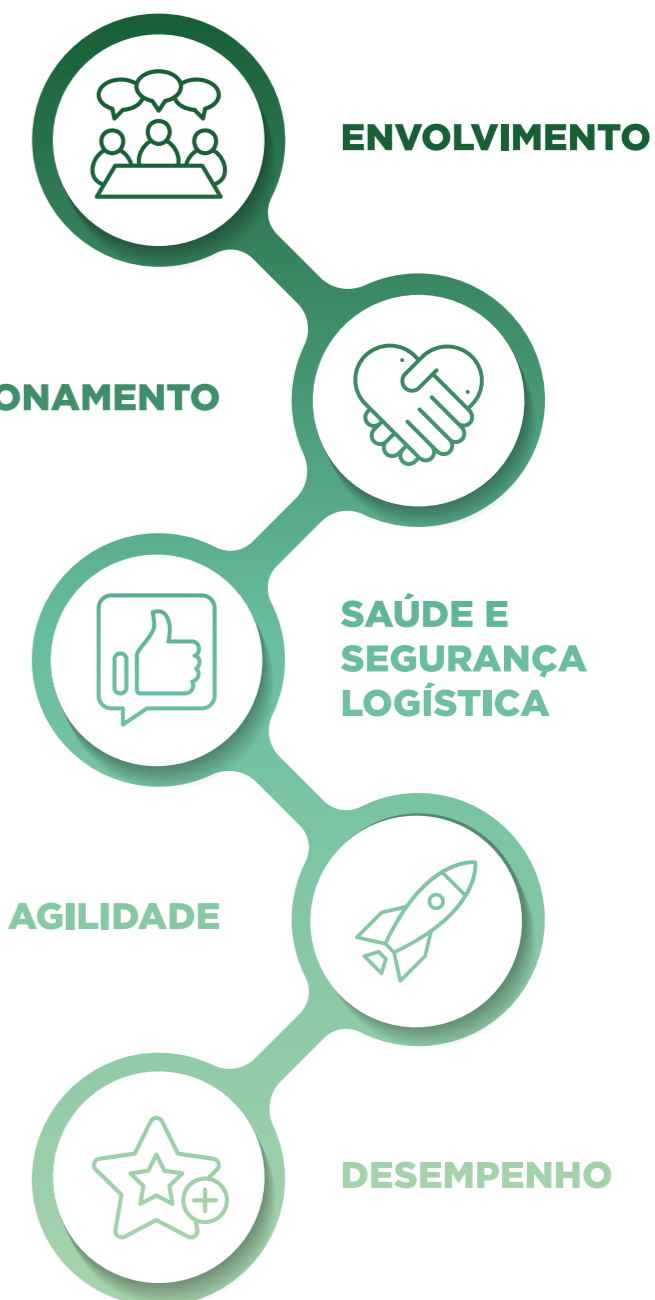 ENVOLVIMENTO
ONAMENTO
SAÚDE E
SEGURANÇA
LOGÍSTICA
AGILIDADE
DESEMPENHO